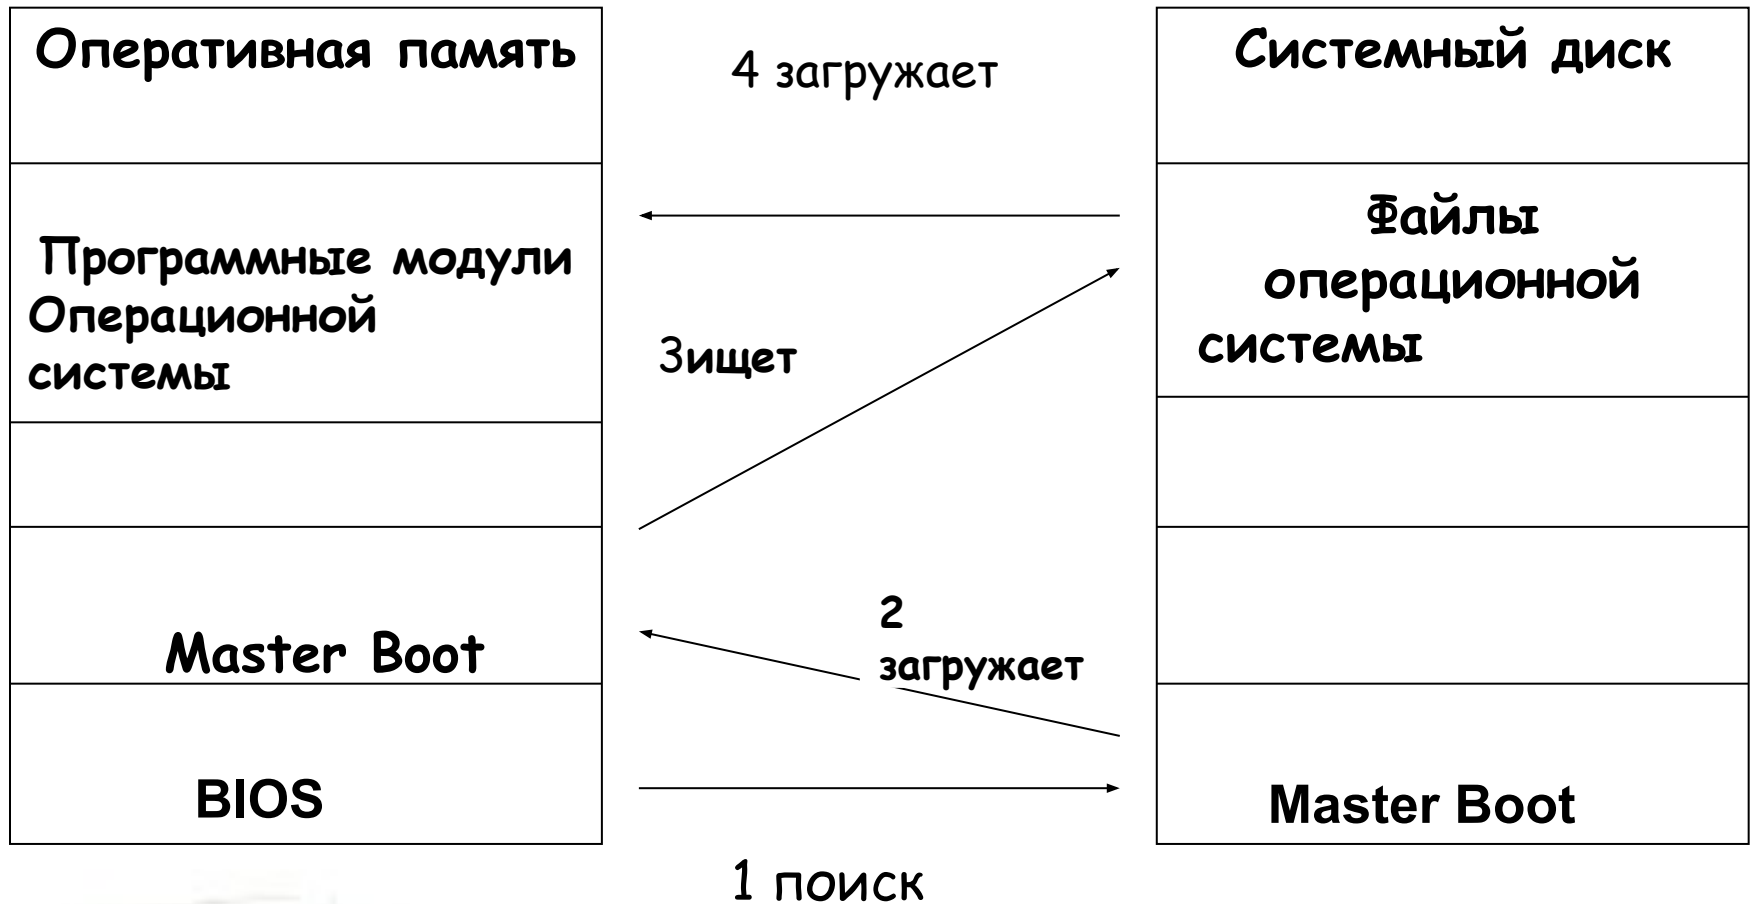 Оперативная память
4 загружает
Системный диск
Программные модули
Операционной
системы
Файлы
операционной
системы
3ищет
2
загружает
Master Boot
BIOS
Master Boot
1 поиск